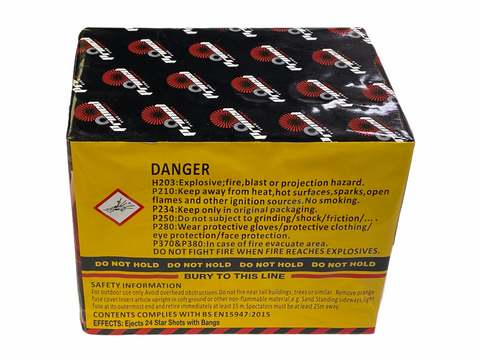 DANGER
H203:Explosive;fire,blast or projection hazard.
P210:Keep away from heat,hot surfaces,sparks,open
flames and other ignition sources.No smoking.
P234:Keep only in original packaging.
P250:Do not subject to grinding/shock/friction/....
P280:Wear protective gloves/protective clothing/
eye protection/face protection.
P370&P380:In case of fire evacuate area.
DO NOT FIGHT FIRE WHEN FIRE REACHES EXPLOSIVES.
DO NOT HOLD DO NOT HOLD DO NOT HOLD DO NOT HOLD
BURY TO THIS LINE
SAFETY INFORMATION
For outdoor use only.Avoid overhead obstructions.Do not fire near tall buildings, trees or similar. Remove orange
fuse cover.Insert article upright in soft ground or other non-flammable material,e.g. Sand Standing sideways, light
fuse at its outermost end and retire immediately at least 15 m.Spectators must be at least 25m away.
CONTENTS COMPLIES WITH BS EN15947:2015
EFFECTS: Ejects 24 Star Shots with Bangs